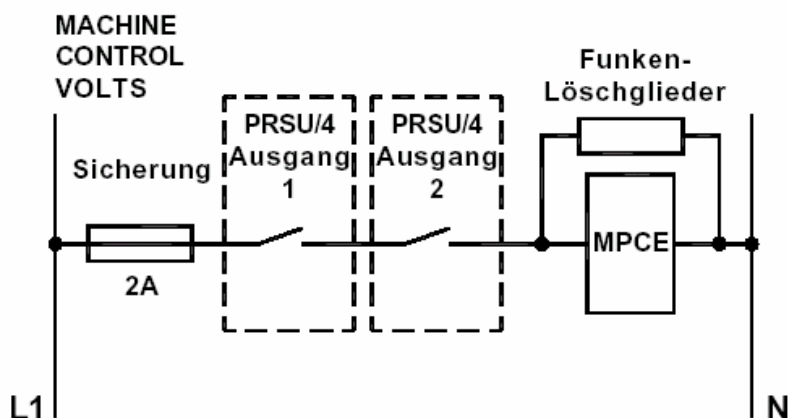 MACHINE
CONTROL
VOLTS
Funken-
Löschglieder
PRSU/4
Ausgang
1
PRSU/4
Ausgang
2
Sicherung
2A
MPCE
L1
N